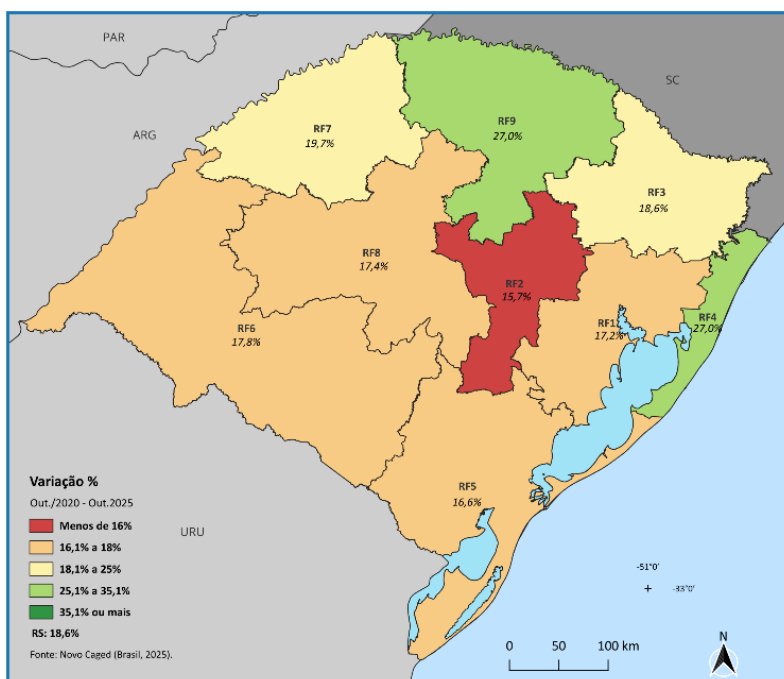 PAR
SC
ARG
RF7
19,7%
RF9
27,0%
RF3
18,6%
RF8
17,4%
RF2
15,7%
RF6
17,8%
RF1
17,2%
RF4
27,0%
RF5
16,6%
URU
Variação %
Out./2020 - Out.2025
Menos de 16%
16,1% a 18%
18,1% a 25%
25,1% a 35,1%
35,1% ou mais
RS: 18,6%
Fonte: Novo Caged (Brasil, 2025).
-51°0'
-33°0'
0 50 100 km
N